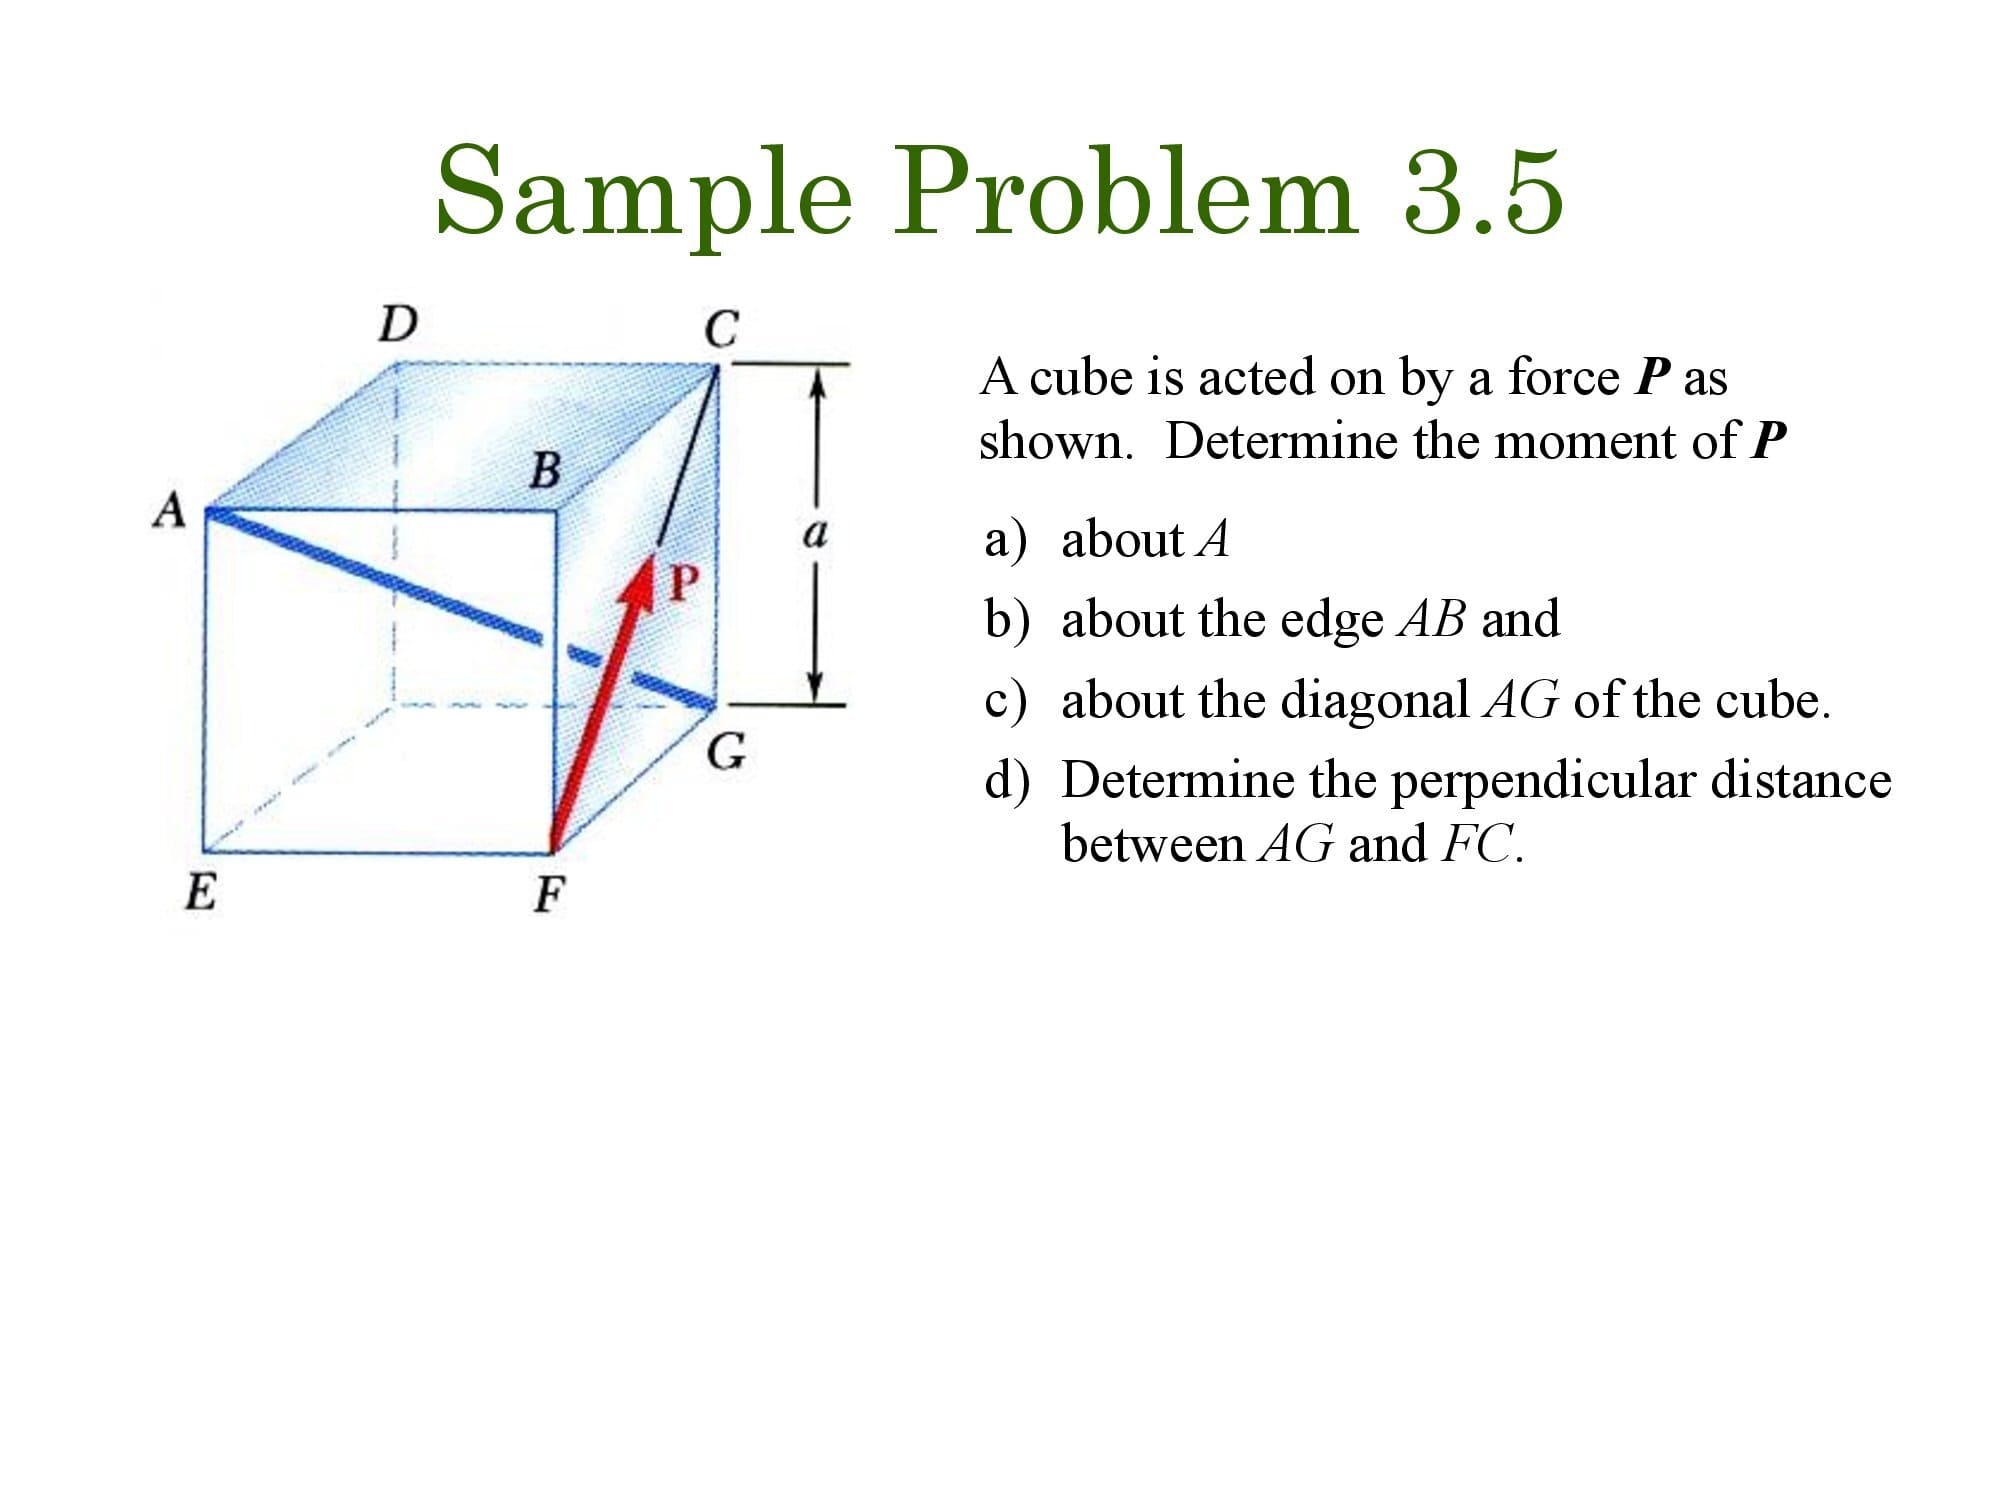 Sample Problem 3.5
D
C
A cube is acted on by a force P as
shown. Determine the moment of P
B
A
a
a) about A
P
b) about the edge AB and
c) about the diagonal AG of the cube.
G
d) Determine the perpendicular distance
between AG and FC.
E
F